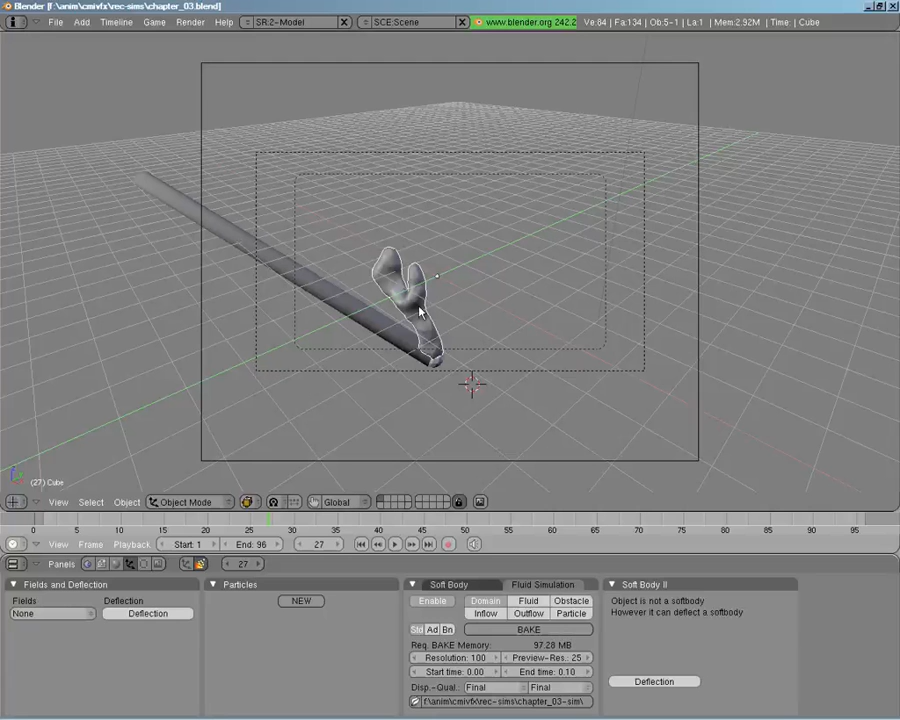 Blender [f:\anim\cmivfx\rec-sims\chapter_03.blend]
File Add Timeline Game Render Help SR:2-Model SCE:Scene www.blender.org 242.2 Ve:64 | Fa:134 | Ob:5-1 | La:1 | Mem:2.92M | Time: | Cube
(27) Cube
View Select Object Object Mode Global
0 5 10 15 20 25 30 35 40 45 50 55 60 65 70 75 80 85 90 95
View Frame Playback Start: 1 End: 96 27
Panels 27
Fields and Deflection Particles Soft Body Fluid Simulation Soft Body II
Fields Deflection NEW Enable Domain Fluid Obstacle Object is not a softbody
None Deflection Inflow Outflow Particle However it can deflect a softbody
Std Ad Bn BAKE
Req. BAKE Memory: 97.28 MB
Resolution: 100 Preview-Res.: 25
Start time: 0.00 End time: 0.10
Disp.-Qual.: Final Final Deflection
f:\anim\cmivfx\rec-sims\chapter_03-sim\